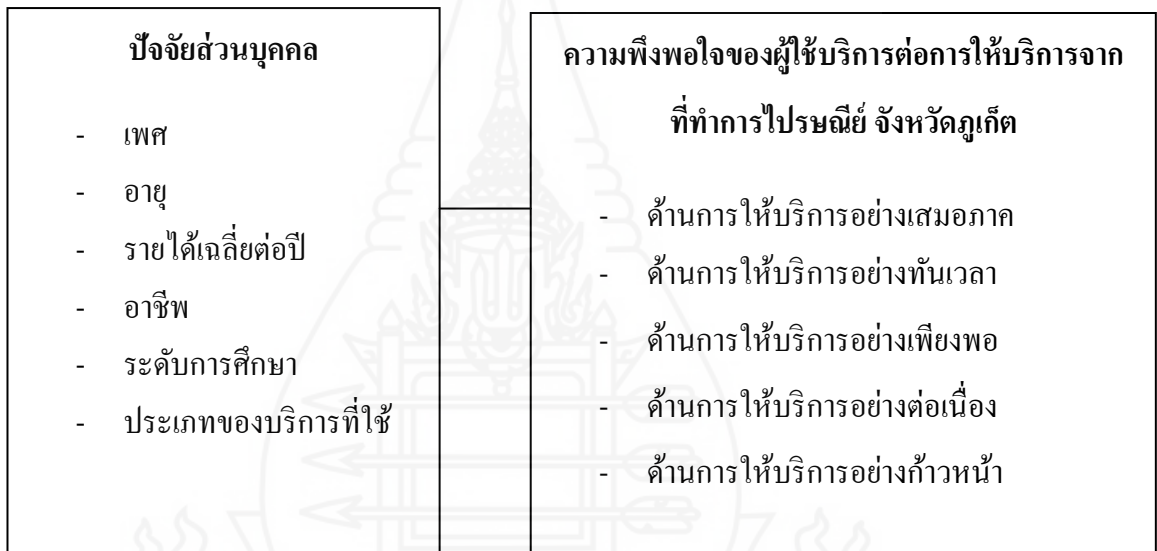 ปัจจัยส่วนบุคคล
- เพศ
- อายุ
- รายได้เฉลี่ยต่อปี
- อาชีพ
- ระดับการศึกษา
- ประเภทของบริการที่ใช้
ความพึงพอใจของผู้ใช้บริการต่อการให้บริการจาก
ที่ทำการไปรษณีย์ จังหวัดภูเก็ต
- ด้านการให้บริการอย่างเสมอภาค
- ด้านการให้บริการอย่างทันเวลา
- ด้านการให้บริการอย่างเพียงพอ
- ด้านการให้บริการอย่างต่อเนื่อง
- ด้านการให้บริการอย่างก้าวหน้า